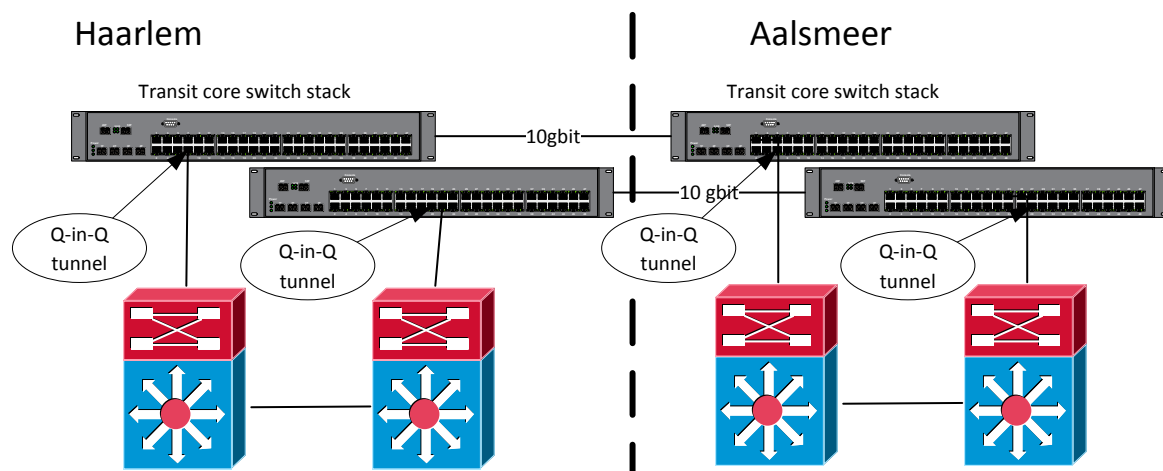 Haarlem
Aalsmeer
Transit core switch stack
Transit core switch stack
10gbit
10 gbit
Q-in-Q
tunnel
Q-in-Q
tunnel
Q-in-Q
tunnel
Q-in-Q
tunnel